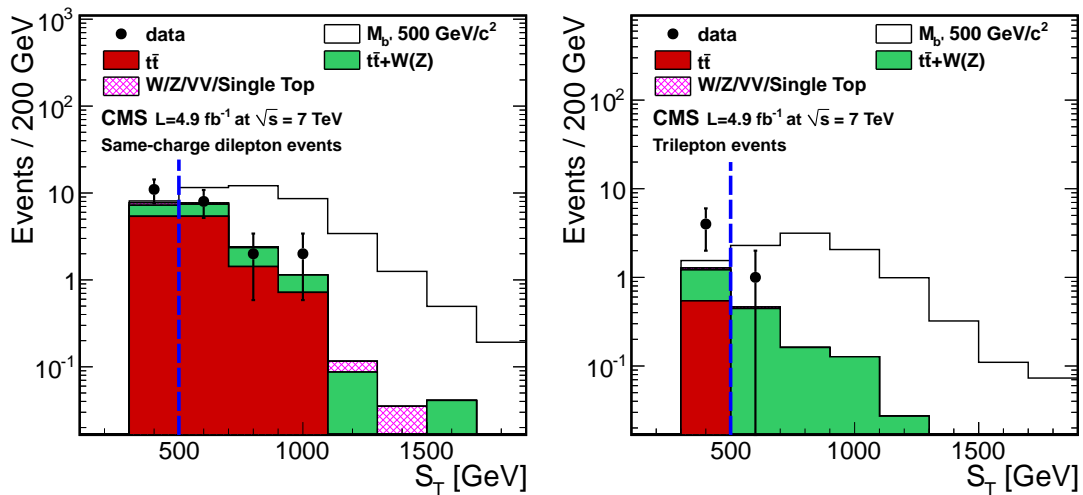 Events / 200 GeV
10³
10²
10
1
10⁻¹
data
M_b', 500 GeV/c²
tt̄
tt̄+W(Z)
W/Z/VV/Single Top
CMS L=4.9 fb⁻¹ at √s = 7 TeV
Same-charge dilepton events
500
1000
1500
S_T [GeV]
Events / 200 GeV
10²
10
1
10⁻¹
data
M_b', 500 GeV/c²
tt̄
tt̄+W(Z)
W/Z/VV/Single Top
CMS L=4.9 fb⁻¹ at √s = 7 TeV
Trilepton events
500
1000
1500
S_T [GeV]